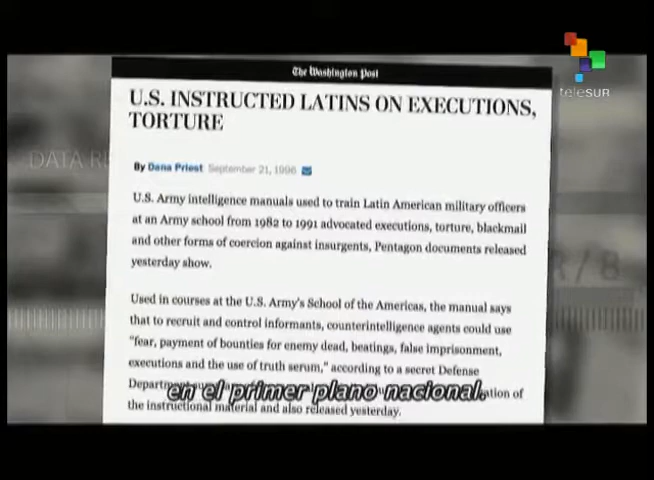 The Washington Post
teleSUR
U.S. INSTRUCTED LATINS ON EXECUTIONS,
TORTURE
DATA R
By Dana Priest September 21, 1996
U.S. Army intelligence manuals used to train Latin American military officers
at an Army school from 1982 to 1991 advocated executions, torture, blackmail
and other forms of coercion against insurgents, Pentagon documents released
yesterday show.
R/8
Used in courses at the U.S. Army's School of the Americas, the manual says
that to recruit and control informants, counterintelligence agents could use
"fear, payment of bounties for enemy dead, beatings, false imprisonment,
executions and the use of truth serum," according to a secret Defense
Department
en el primer plano nacional.
of
the instructional material and also released yesterday.